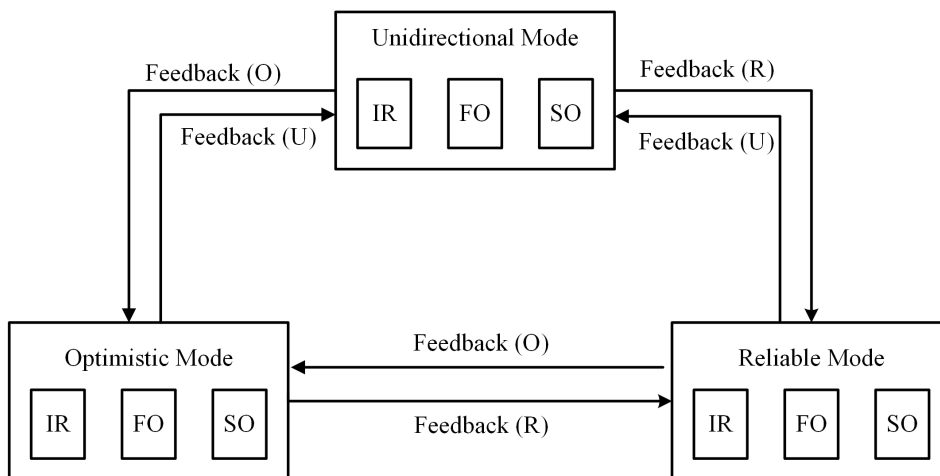 Unidirectional Mode
Feedback (O)
Feedback (R)
IR FO SO
Feedback (U)
Feedback (U)
Optimistic Mode
Feedback (O)
Reliable Mode
IR FO SO
Feedback (R)
IR FO SO